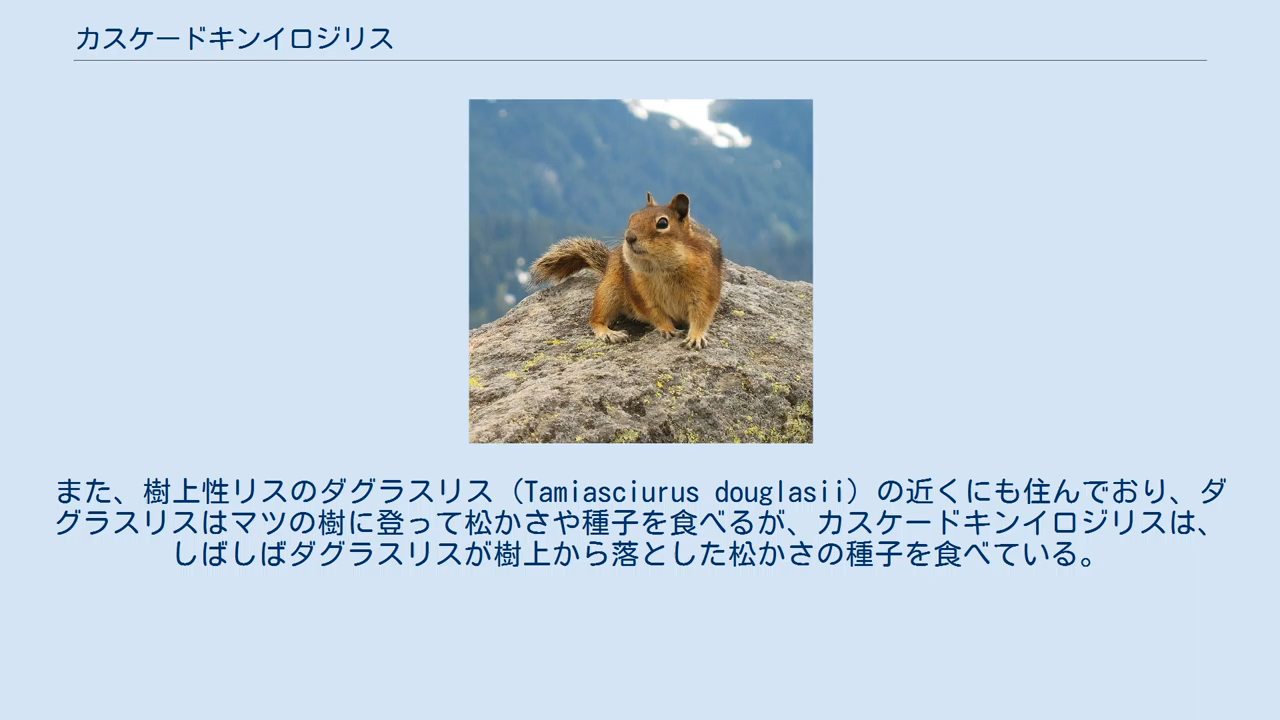 カスケードキンイロジリス
また、樹上性リスのダグラスリス（Tamiasciurus douglasii）の近くにも住んでおり、ダ
グラスリスはマツの樹に登って松かさや種子を食べるが、カスケードキンイロジリスは、
しばしばダグラスリスが樹上から落とした松かさの種子を食べている。